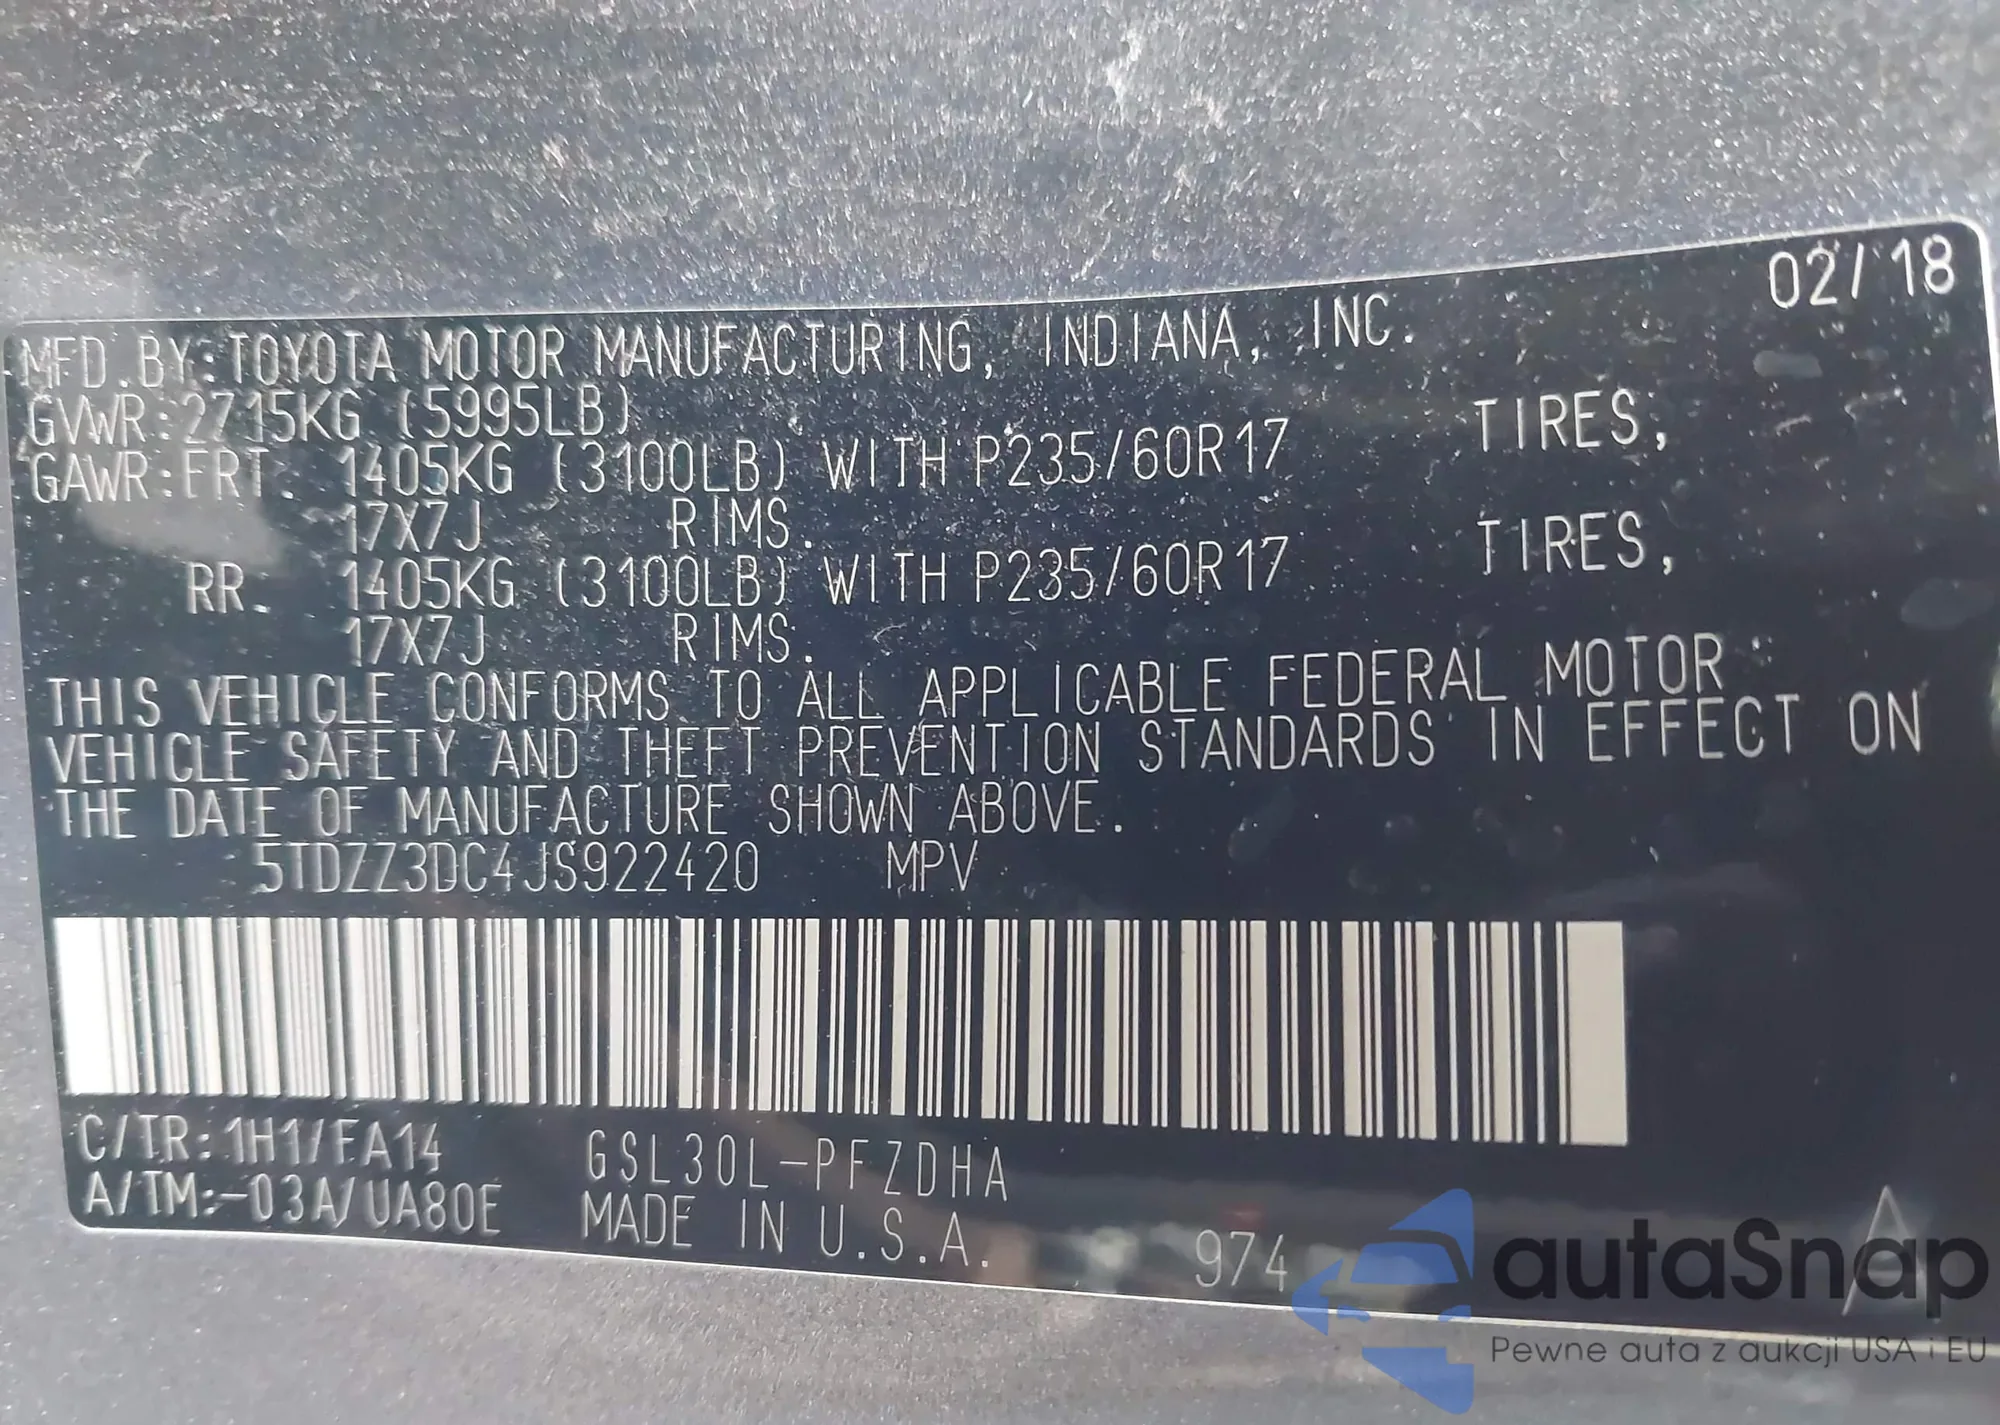 02/18
MFD.BY:TOYOTA MOTOR MANUFACTURING, INDIANA, INC.
GVWR:2715KG (5995LB)
GAWR:FRT. 1405KG (3100LB) WITH P235/60R17 TIRES,
17X7J RIMS.
RR. 1405KG (3100LB) WITH P235/60R17 TIRES,
17X7J RIMS.
THIS VEHICLE CONFORMS TO ALL APPLICABLE FEDERAL MOTOR
VEHICLE SAFETY AND THEFT PREVENTION STANDARDS IN EFFECT ON
THE DATE OF MANUFACTURE SHOWN ABOVE.
5TDZZ3DC4JS922420 MPV
C/TR:1H1/FA14 GSL30L-PFZDHA
A/TM:-03A/UA80E MADE IN U.S.A. 974 A
autaSnap
Pewne auta z aukcji USA i EU